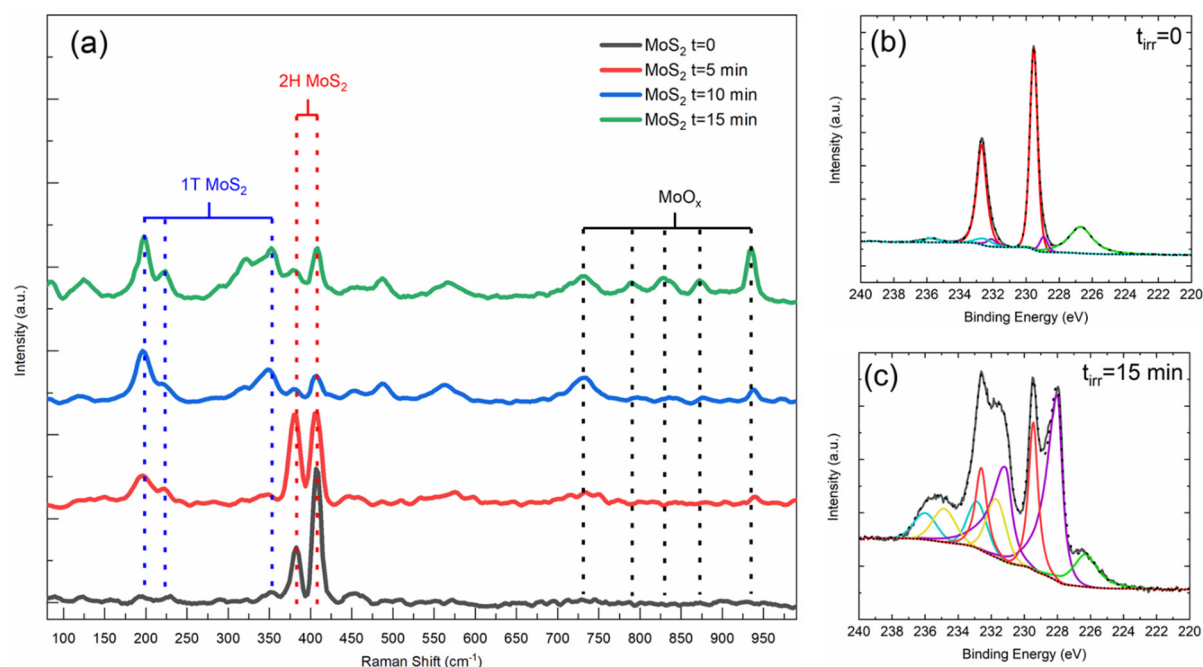 (a)
MoS₂ t=0
MoS₂ t=5 min
MoS₂ t=10 min
MoS₂ t=15 min
2H MoS₂
1T MoS₂
MoOₓ
Intensity (a.u.)
100 150 200 250 300 350 400 450 500 550 600 650 700 750 800 850 900 950
Raman Shift (cm⁻¹)
(b)
tᵢᵣᵣ=0
Intensity (a.u.)
240 238 236 234 232 230 228 226 224 222 220
Binding Energy (eV)
(c)
tᵢᵣᵣ=15 min
Intensity (a.u.)
240 238 236 234 232 230 228 226 224 222 220
Binding Energy (eV)